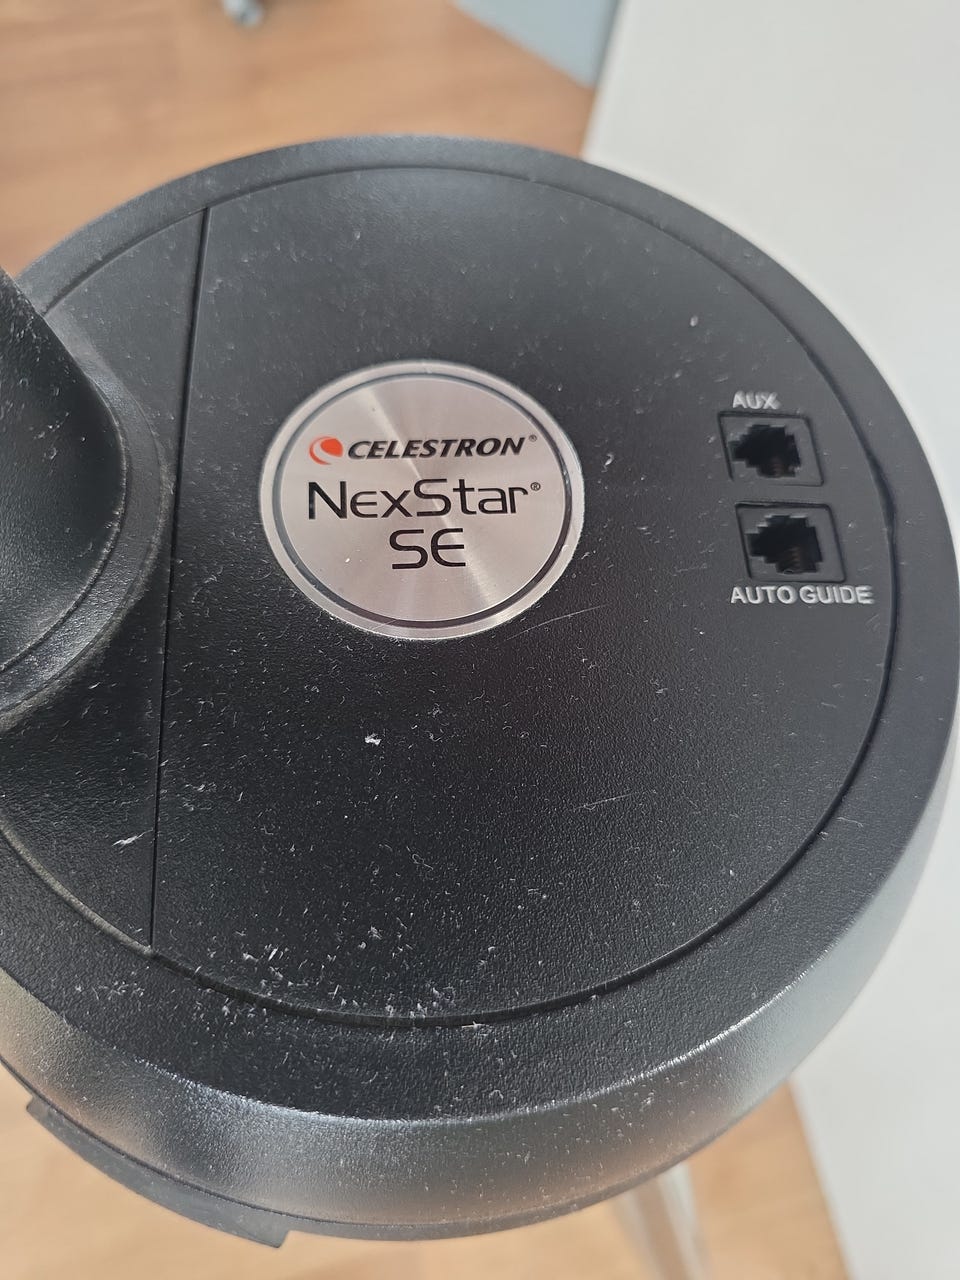 CELESTRON®
NexStar®
SE
AUX
AUTO GUIDE